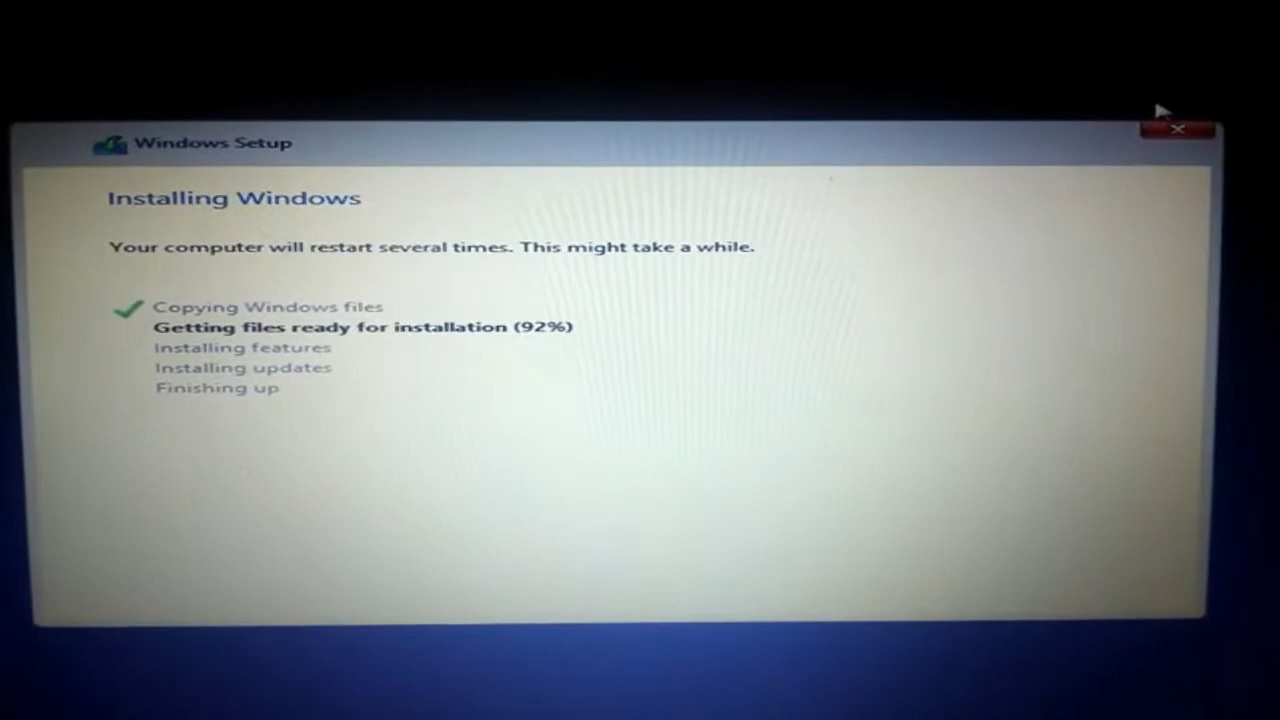 Windows Setup
Installing Windows
Your computer will restart several times. This might take a while.
Copying Windows files
Getting files ready for installation (92%)
Installing features
Installing updates
Finishing up